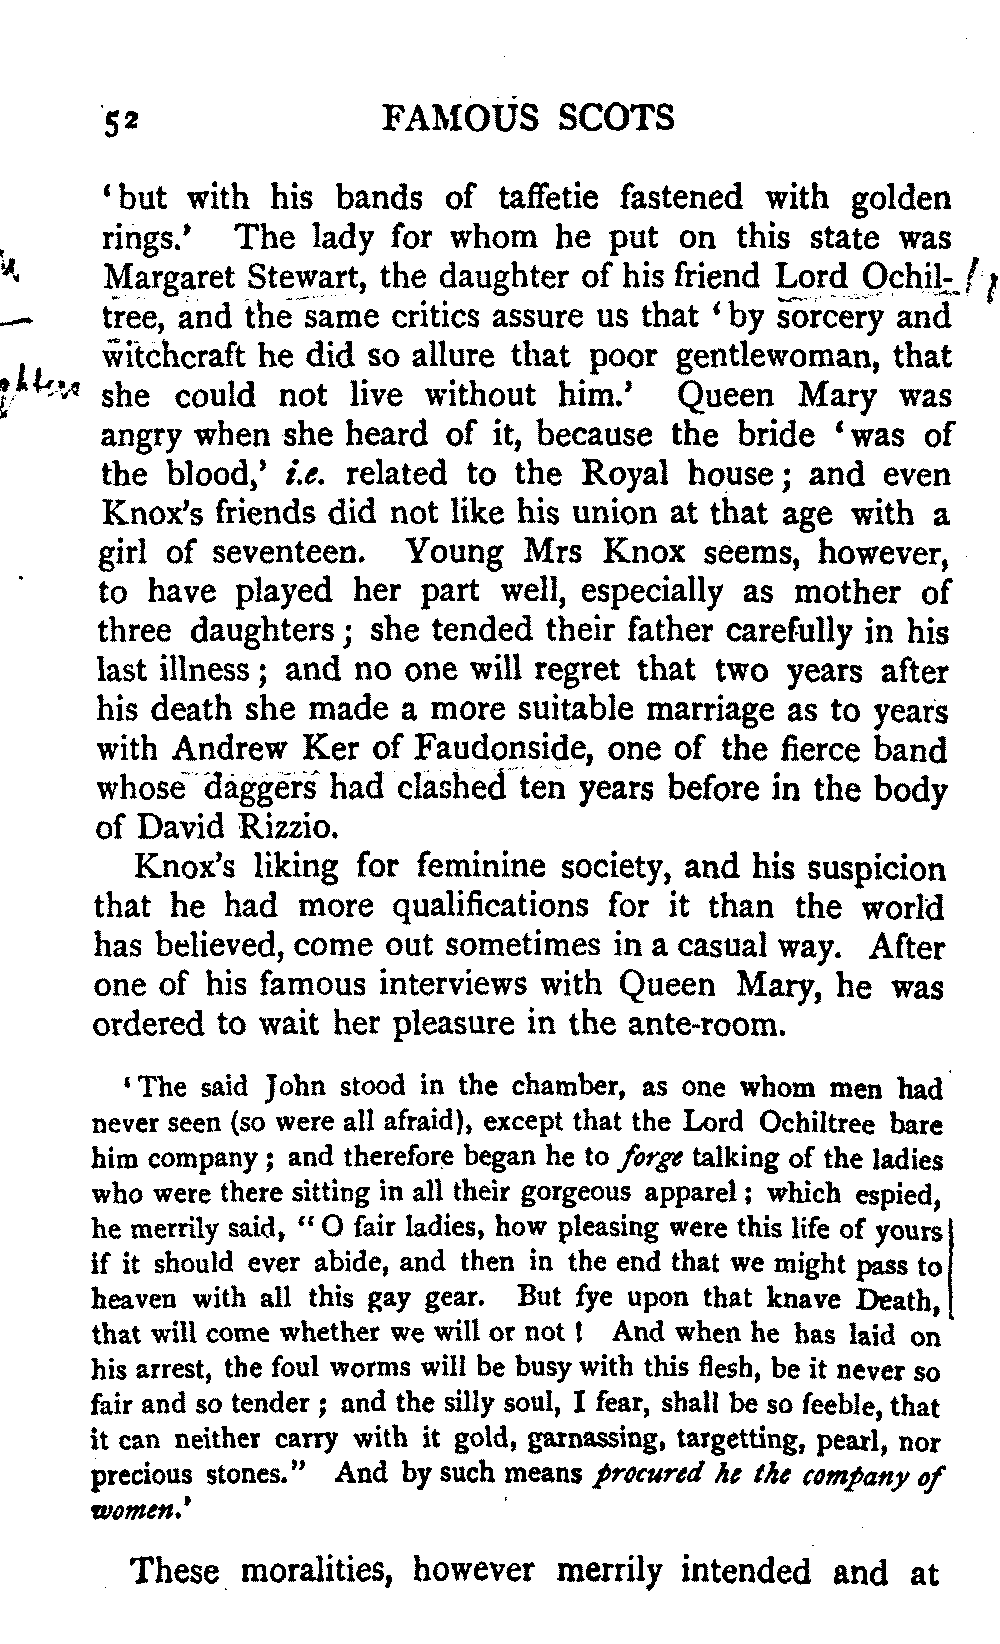 52 FAMOUS SCOTS
‘but with his bands of taffetie fastened with golden
rings.’ The lady for whom he put on this state was
Margaret Stewart, the daughter of his friend Lord Ochil-
tree, and the same critics assure us that ‘by sorcery and
witchcraft he did so allure that poor gentlewoman, that
she could not live without him.’ Queen Mary was
angry when she heard of it, because the bride ‘was of
the blood,’ i.e. related to the Royal house; and even
Knox's friends did not like his union at that age with a
girl of seventeen. Young Mrs Knox seems, however,
to have played her part well, especially as mother of
three daughters; she tended their father carefully in his
last illness; and no one will regret that two years after
his death she made a more suitable marriage as to years
with Andrew Ker of Faudonside, one of the fierce band
whose daggers had clashed ten years before in the body
of David Rizzio.
Knox's liking for feminine society, and his suspicion
that he had more qualifications for it than the world
has believed, come out sometimes in a casual way. After
one of his famous interviews with Queen Mary, he was
ordered to wait her pleasure in the ante-room.
‘The said John stood in the chamber, as one whom men had
never seen (so were all afraid), except that the Lord Ochiltree bare
him company; and therefore began he to forge talking of the ladies
who were there sitting in all their gorgeous apparel; which espied,
he merrily said, “O fair ladies, how pleasing were this life of yours
if it should ever abide, and then in the end that we might pass to
heaven with all this gay gear. But fye upon that knave Death,
that will come whether we will or not! And when he has laid on
his arrest, the foul worms will be busy with this flesh, be it never so
fair and so tender; and the silly soul, I fear, shall be so feeble, that
it can neither carry with it gold, garnassing, targetting, pearl, nor
precious stones.” And by such means procured he the company of
women.’
These moralities, however merrily intended and at